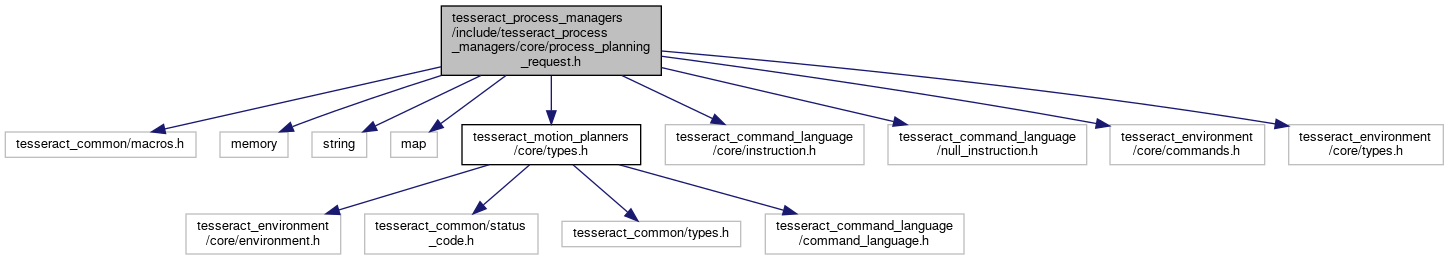 tesseract_process_managers
/include/tesseract_process
_managers/core/process_planning
_request.h
tesseract_common/macros.h
memory
string
map
tesseract_motion_planners
/core/types.h
tesseract_command_language
/core/instruction.h
tesseract_command_language
/null_instruction.h
tesseract_environment
/core/commands.h
tesseract_environment
/core/types.h
tesseract_environment
/core/environment.h
tesseract_common/status
_code.h
tesseract_common/types.h
tesseract_command_language
/command_language.h